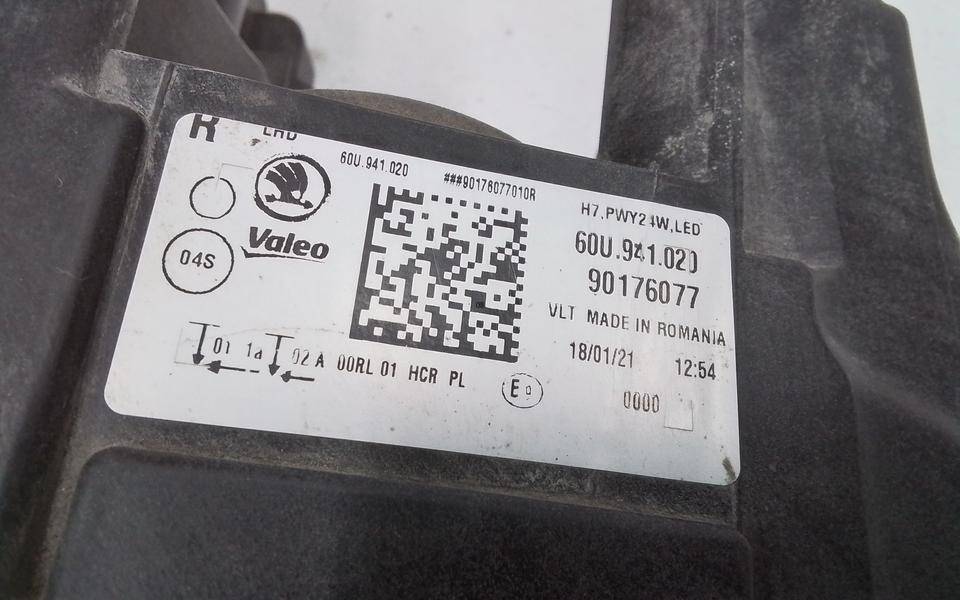 R LHD
60U.941.020 ###90176077010R
Valeo
04S
H7,PWY24W,LED
60U.941.020
90176077
VLT MADE IN ROMANIA
18/01/21 12:54
0000
01 1a 02 A 00RL 01 HCR PL
E